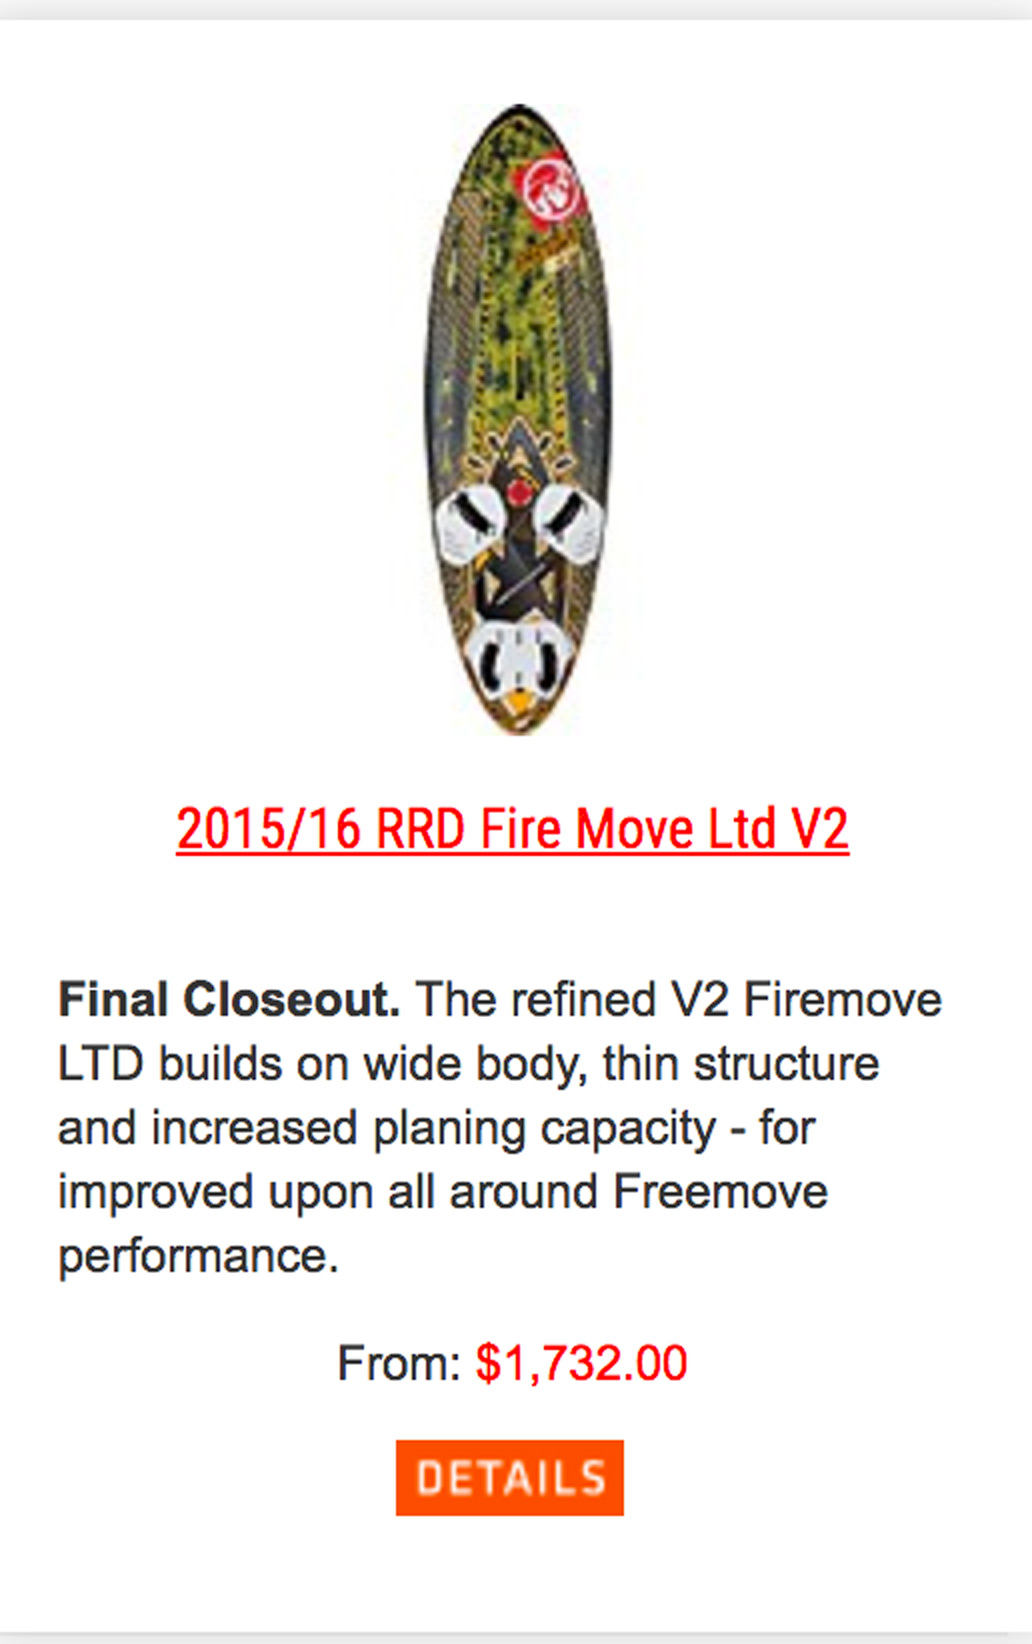 2015/16 RRD Fire Move Ltd V2
Final Closeout. The refined V2 Firemove
LTD builds on wide body, thin structure
and increased planing capacity - for
improved upon all around Freemove
performance.
From: $1,732.00
DETAILS